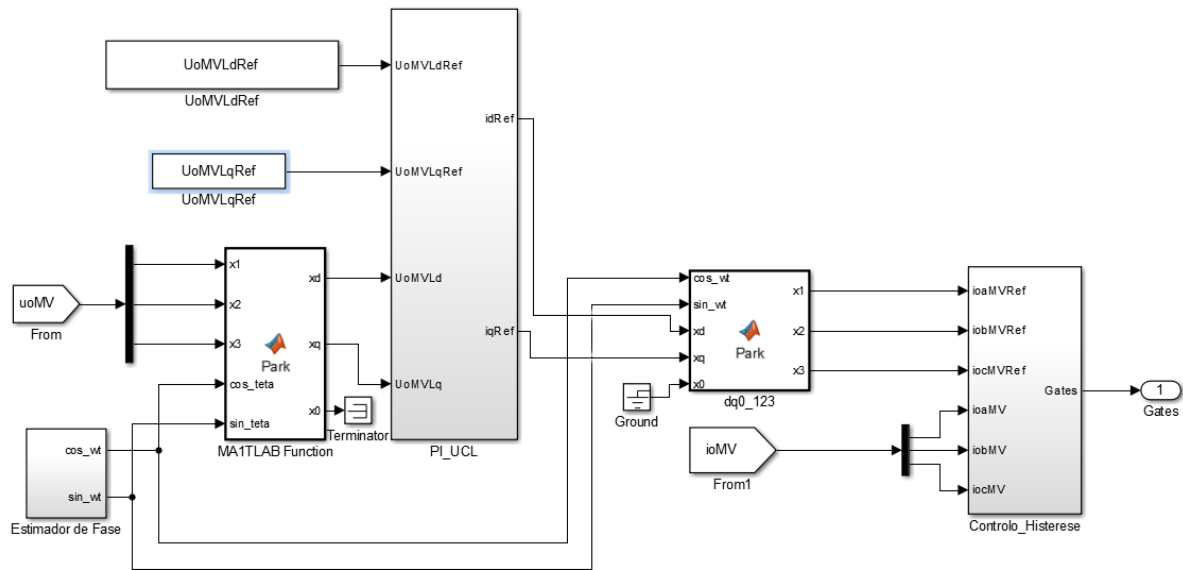 UoMVLdRef
UoMVLdRef
UoMVLqRef
UoMVLqRef
uoMV
From
x1
x2
x3
cos_teta
sin_teta
Park
xd
xq
x0
MA1TLAB Function
Terminator
cos_wt
sin_wt
Estimador de Fase
UoMVLdRef
UoMVLqRef
UoMVLd
UoMVLq
idRef
iqRef
PI_UCL
cos_wt
sin_wt
xd
xq
x0
Park
x1
x2
x3
dq0_123
Ground
ioMV
From1
ioaMVRef
iobMVRef
iocMVRef
ioaMV
iobMV
iocMV
Gates
Controlo_Histerese
1
Gates